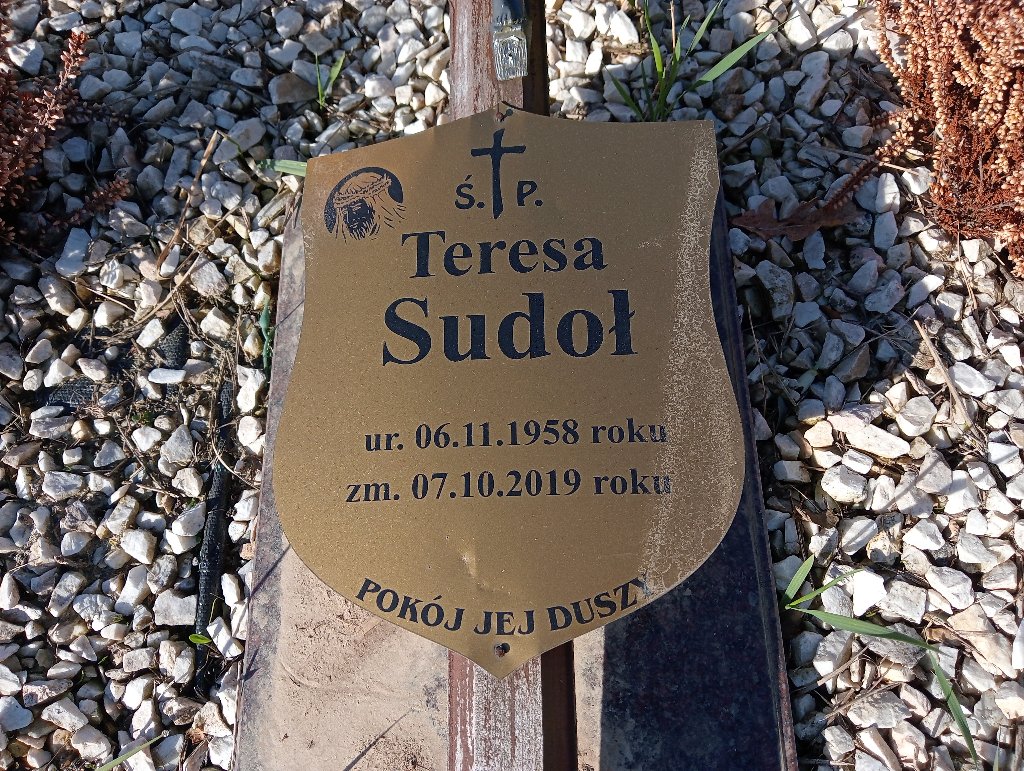 Ś. P.
Teresa
Sudoł
ur. 06.11.1958 roku
zm. 07.10.2019 roku
POKÓJ JEJ DUSZY